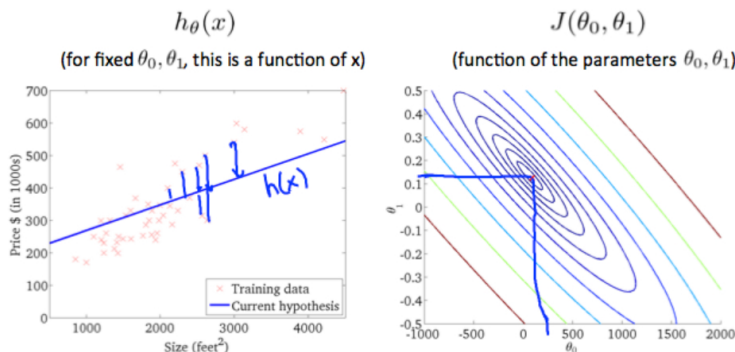 h_θ(x)
(for fixed θ₀,θ₁, this is a function of x)
700
600
500
400
300
200
100
0
Price $ (in 1000s)
h(x)
Training data
Current hypothesis
1000
2000
3000
4000
Size (feet²)
J(θ₀,θ₁)
(function of the parameters θ₀,θ₁)
0.5
0.4
0.3
0.2
0.1
0
-0.1
-0.2
-0.3
-0.4
-0.5
θ₁
-1000
-500
0
500
1000
1500
2000
θ₀